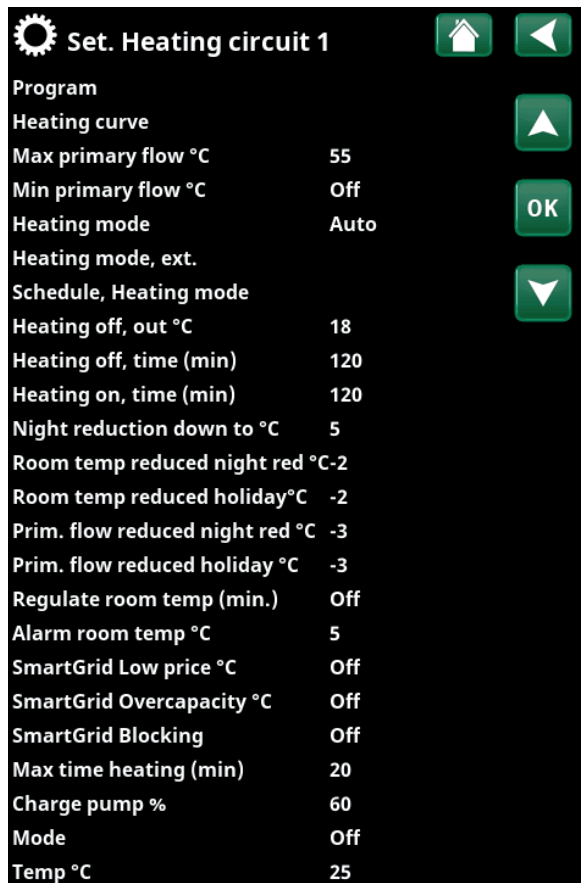 Set. Heating circuit 1
Program
Heating curve
Max primary flow °C 55
Min primary flow °C Off
OK
Heating mode Auto
Heating mode, ext.
Schedule, Heating mode
Heating off, out °C 18
Heating off, time (min) 120
Heating on, time (min) 120
Night reduction down to °C 5
Room temp reduced night red °C-2
Room temp reduced holiday°C -2
Prim. flow reduced night red °C -3
Prim. flow reduced holiday °C -3
Regulate room temp (min.) Off
Alarm room temp °C 5
SmartGrid Low price °C Off
SmartGrid Overcapacity °C Off
SmartGrid Blocking Off
Max time heating (min) 20
Charge pump % 60
Mode Off
Temp °C 25